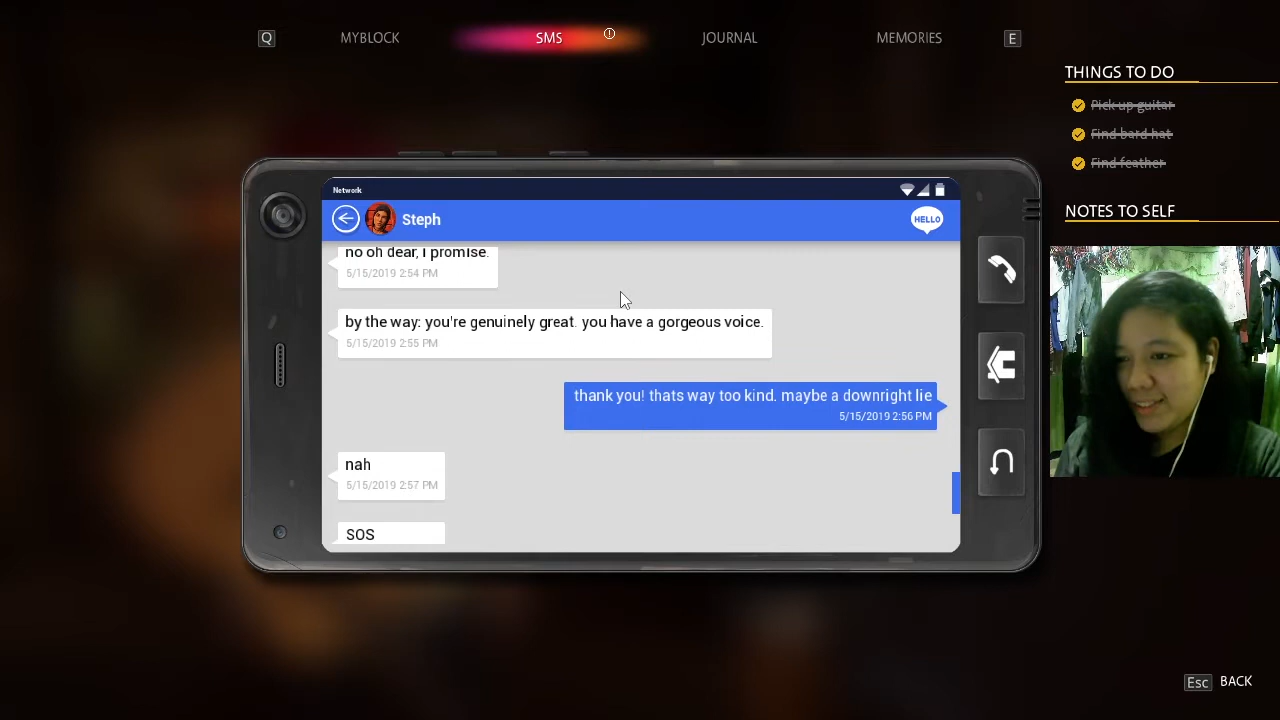 Q
MYBLOCK
SMS
JOURNAL
MEMORIES
E
THINGS TO DO
Pick up guitar
Find bard hat
Find feather
NOTES TO SELF
Network
Steph
HELLO
no oh dear, i promise.
5/15/2019 2:54 PM
by the way: you're genuinely great. you have a gorgeous voice.
5/15/2019 2:55 PM
thank you! thats way too kind. maybe a downright lie
5/15/2019 2:56 PM
nah
5/15/2019 2:57 PM
SOS
Esc BACK